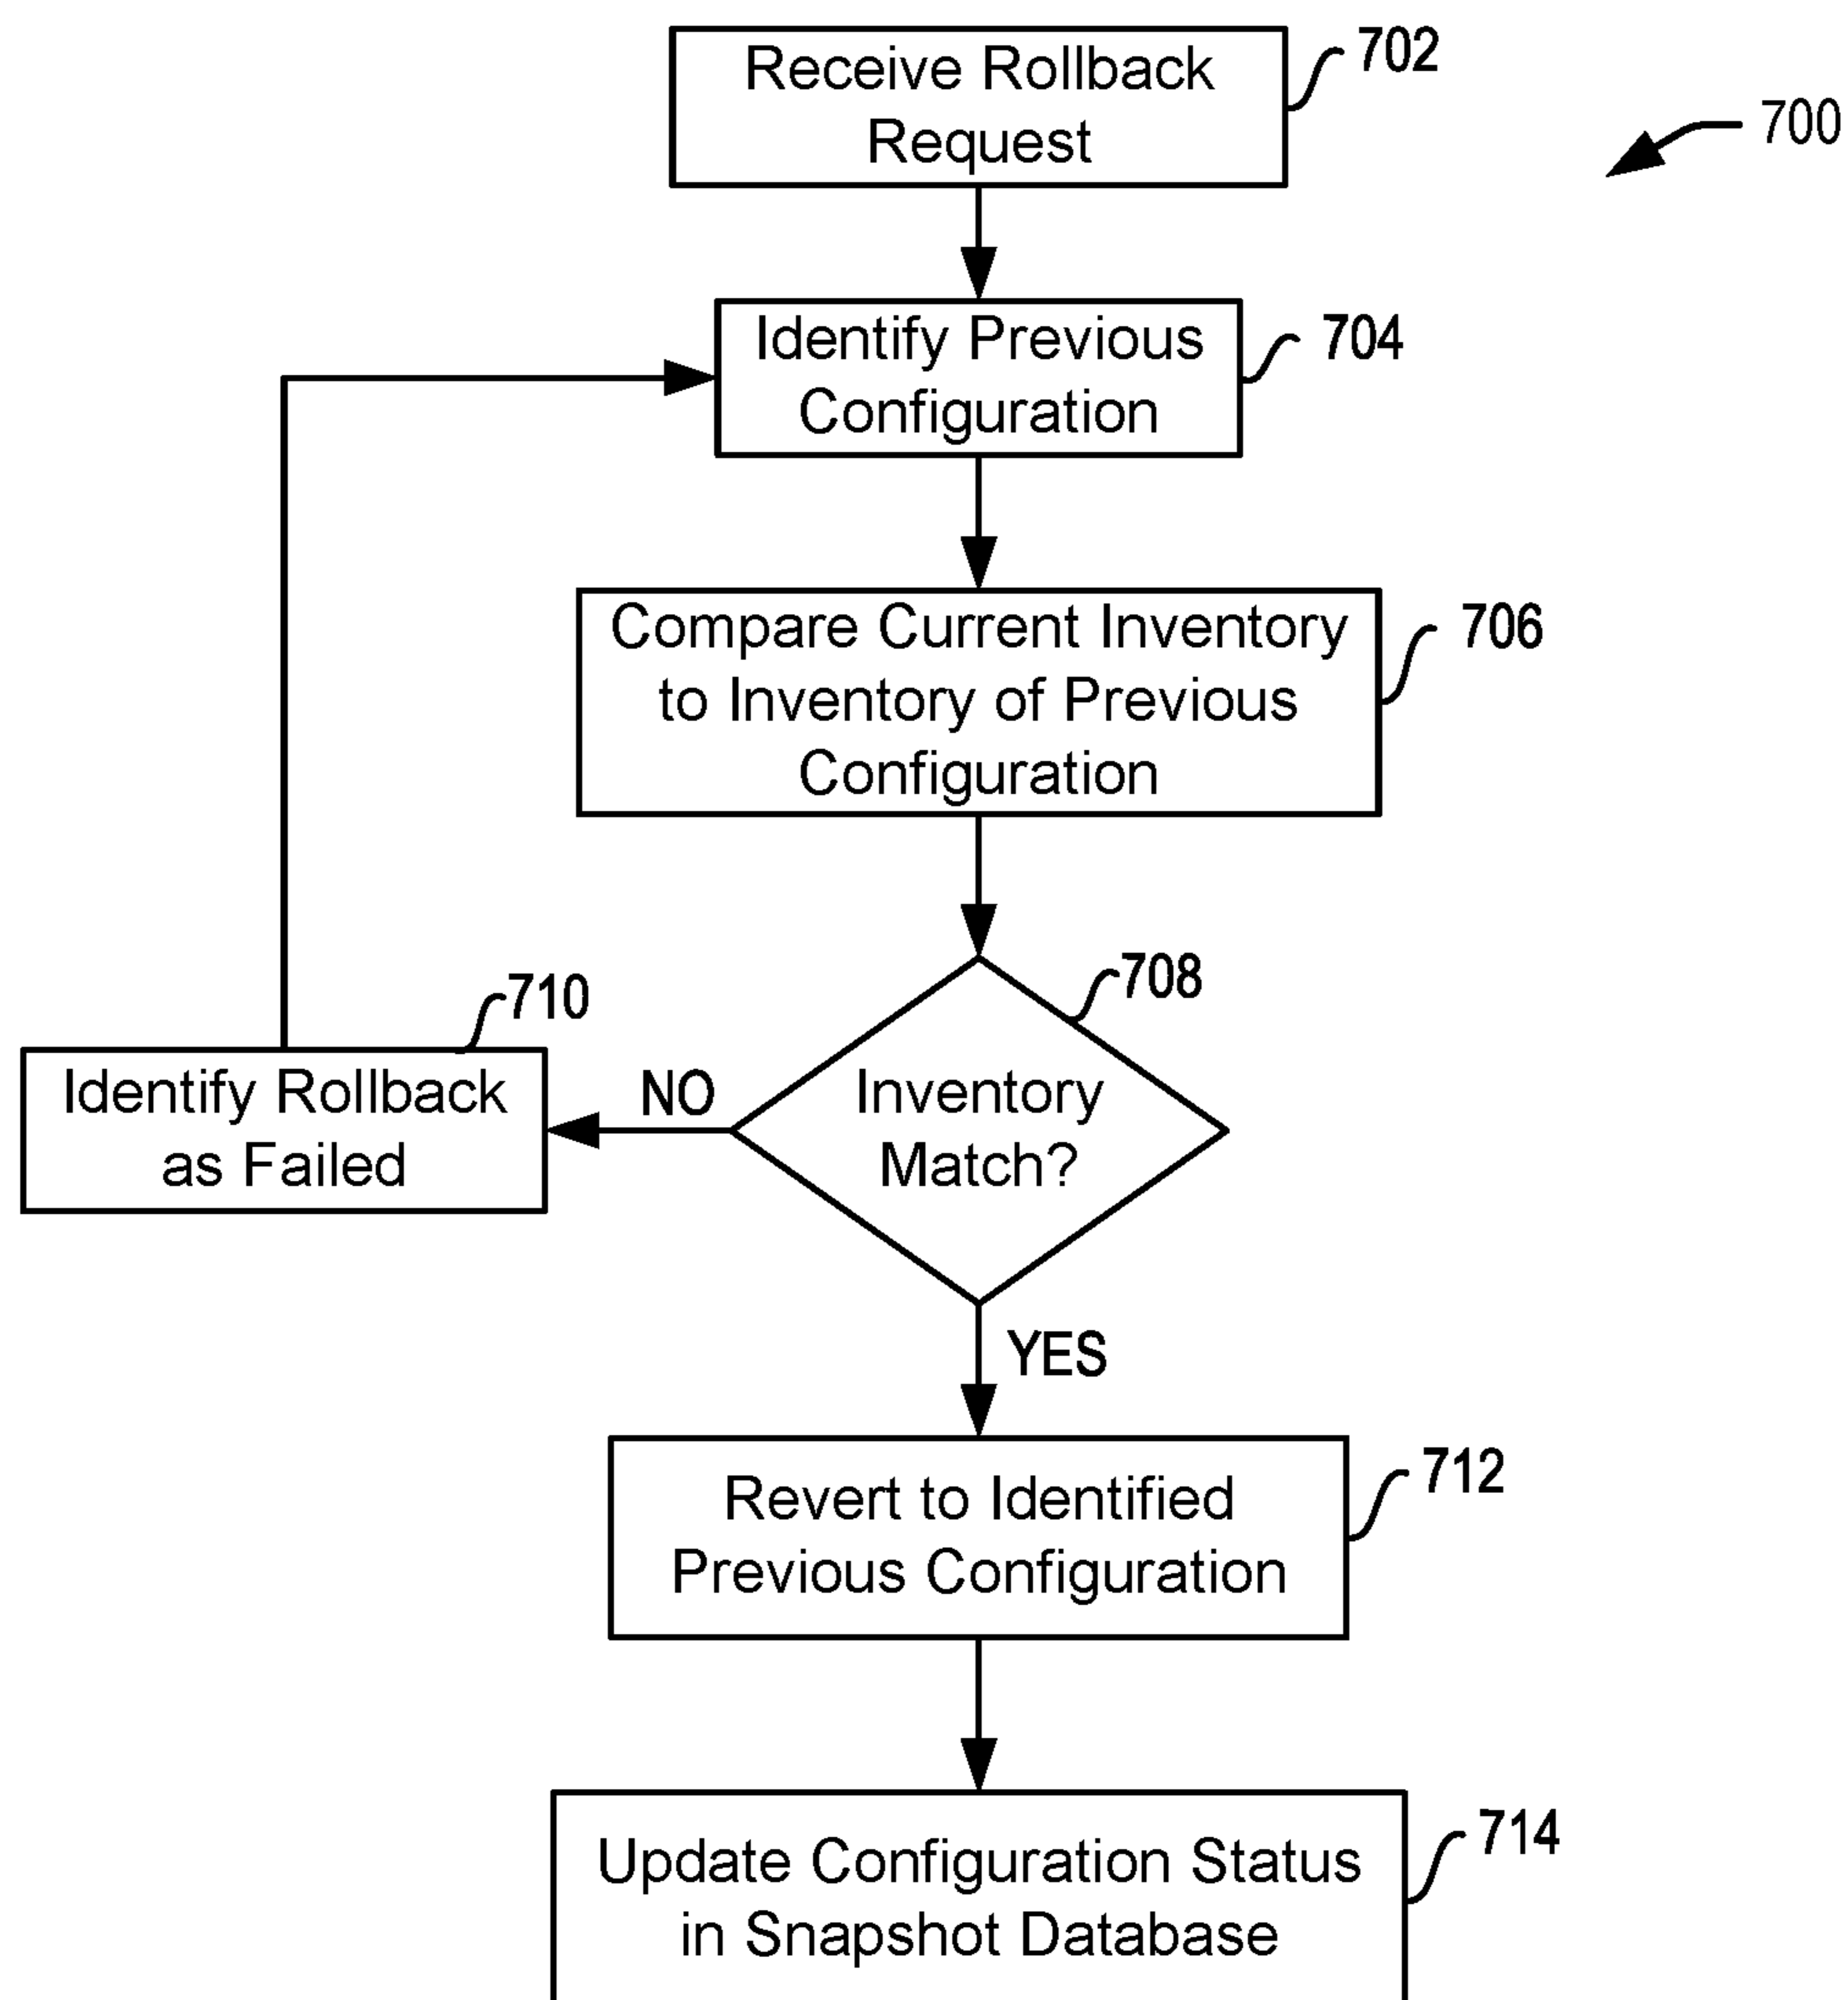 Receive Rollback
Request
702
700
Identify Previous
Configuration
704
Compare Current Inventory
to Inventory of Previous
Configuration
706
708
710
Identify Rollback
as Failed
NO
Inventory
Match?
YES
Revert to Identified
Previous Configuration
712
Update Configuration Status
in Snapshot Database
714